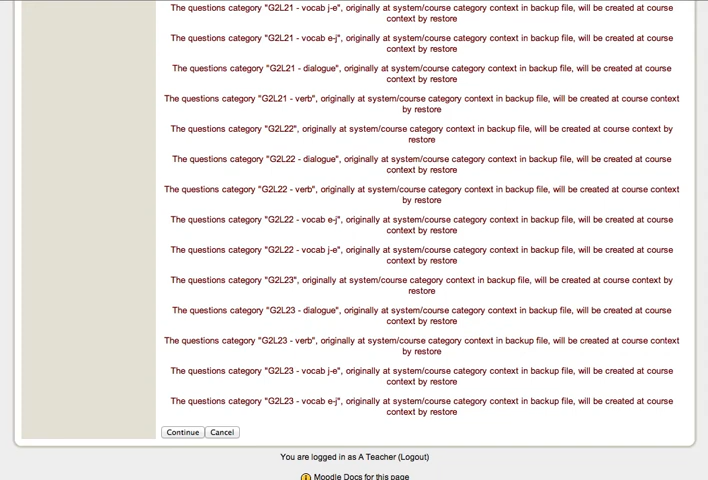 The questions category "G2L21 - vocab j-e", originally at system/course category context in backup file, will be created at course
context by restore
The questions category "G2L21 - vocab e-j", originally at system/course category context in backup file, will be created at course
context by restore
The questions category "G2L21 - dialogue", originally at system/course category context in backup file, will be created at course
context by restore
The questions category "G2L21 - verb", originally at system/course category context in backup file, will be created at course context
by restore
The questions category "G2L22", originally at system/course category context in backup file, will be created at course context by
restore
The questions category "G2L22 - dialogue", originally at system/course category context in backup file, will be created at course
context by restore
The questions category "G2L22 - verb", originally at system/course category context in backup file, will be created at course context
by restore
The questions category "G2L22 - vocab e-j", originally at system/course category context in backup file, will be created at course
context by restore
The questions category "G2L22 - vocab j-e", originally at system/course category context in backup file, will be created at course
context by restore
The questions category "G2L23", originally at system/course category context in backup file, will be created at course context by
restore
The questions category "G2L23 - dialogue", originally at system/course category context in backup file, will be created at course
context by restore
The questions category "G2L23 - verb", originally at system/course category context in backup file, will be created at course context
by restore
The questions category "G2L23 - vocab j-e", originally at system/course category context in backup file, will be created at course
context by restore
The questions category "G2L23 - vocab e-j", originally at system/course category context in backup file, will be created at course
context by restore
Continue Cancel
You are logged in as A Teacher (Logout)
Moodle Docs for this page